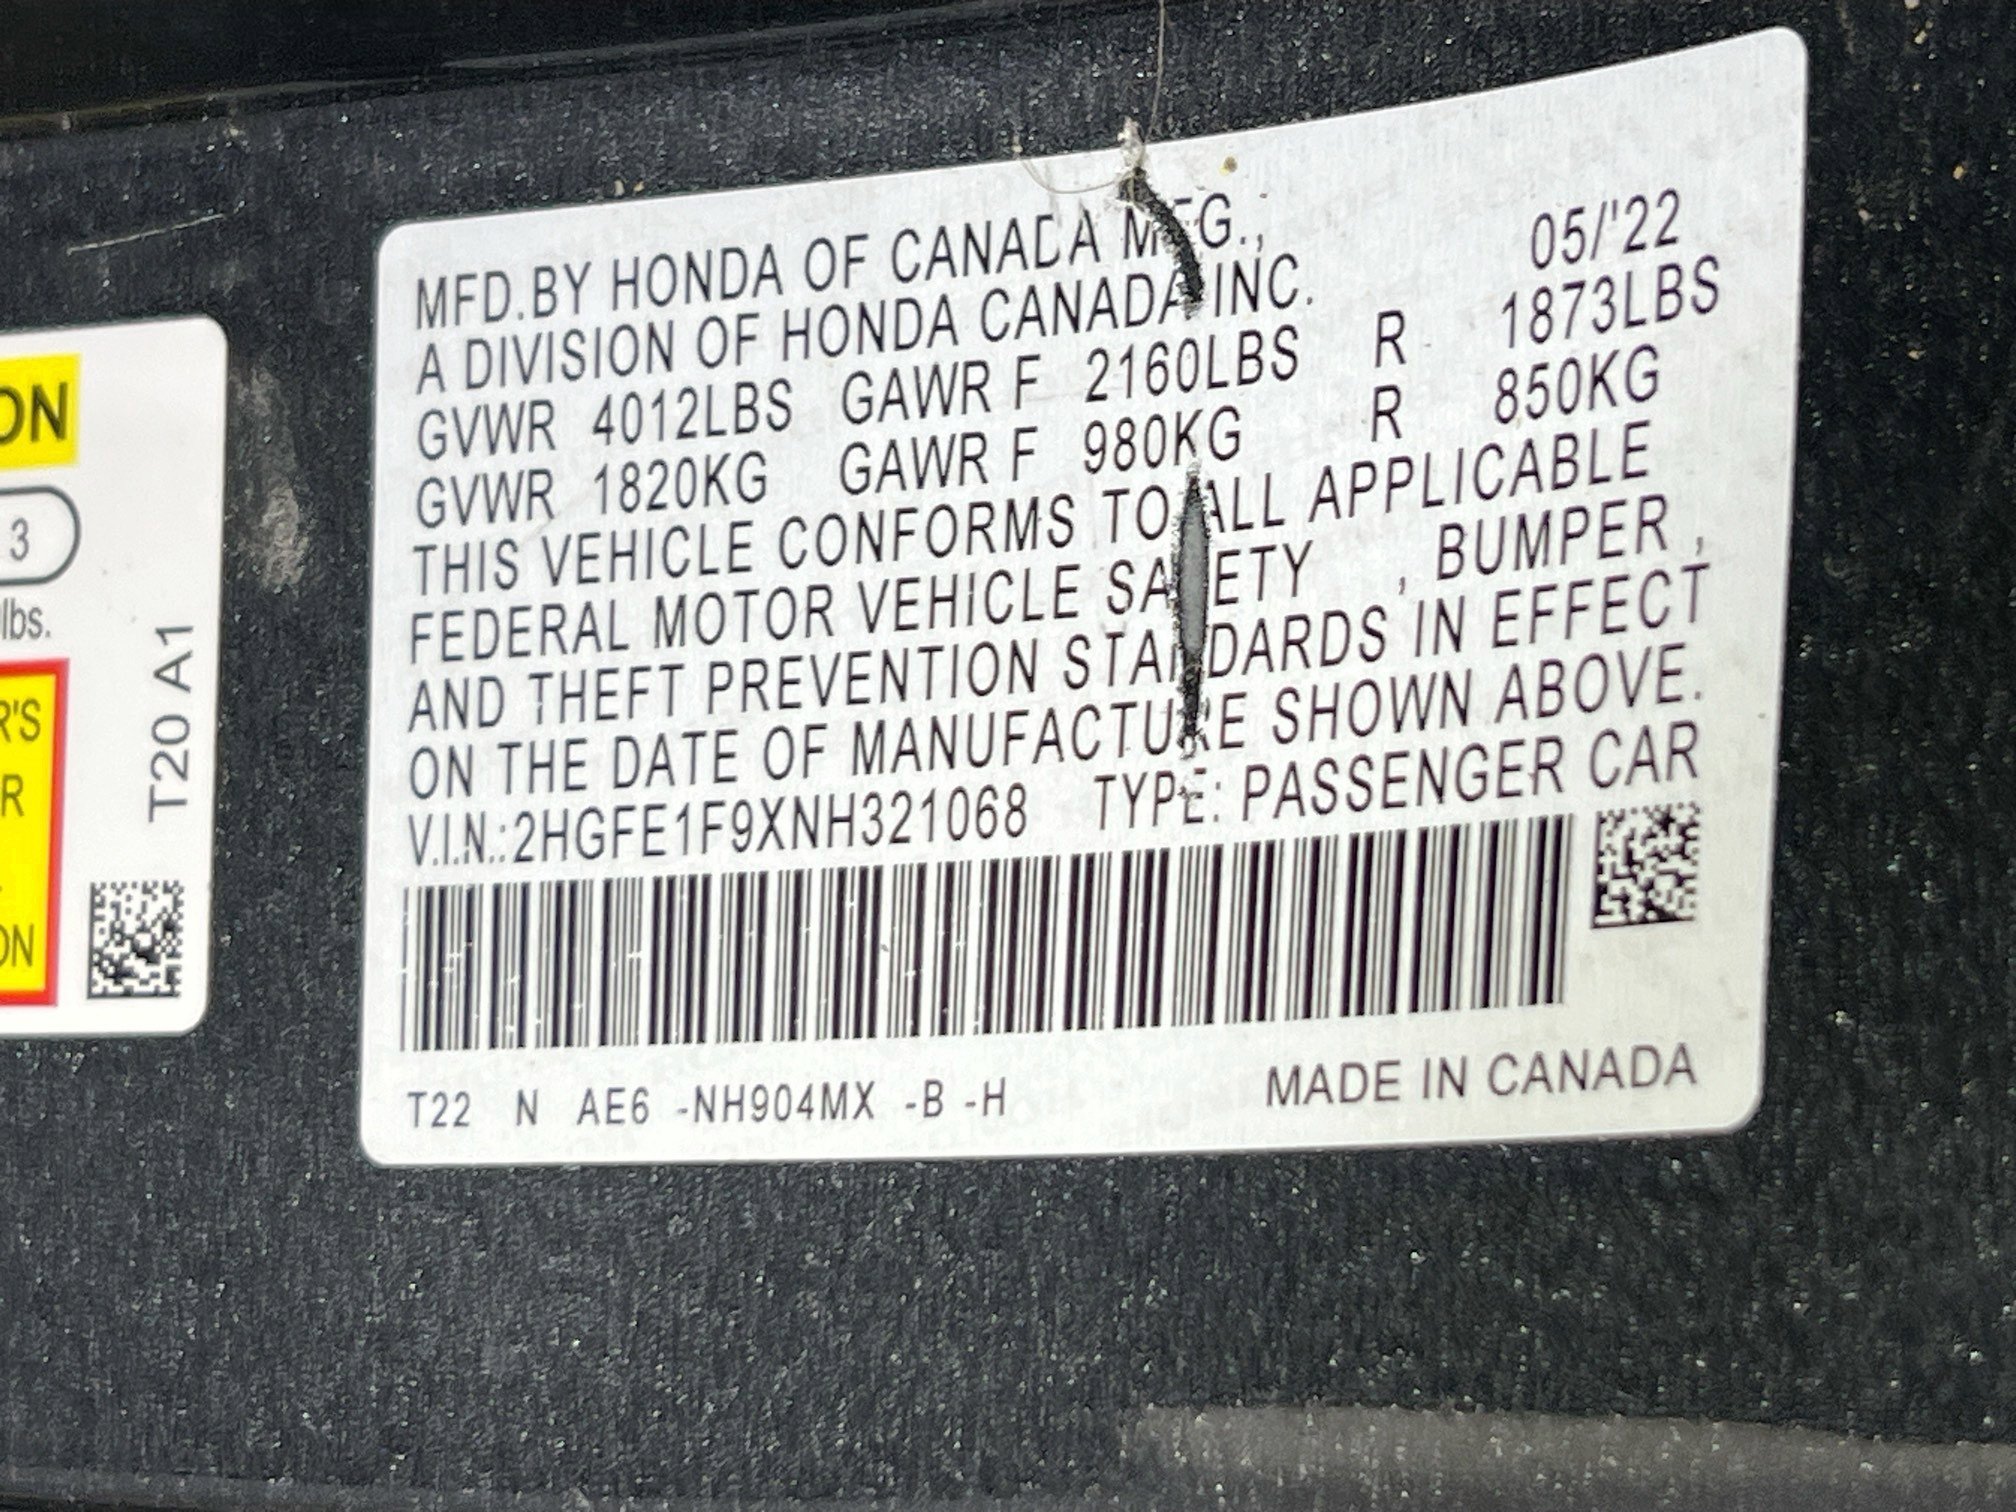 MFD.BY HONDA OF CANADA MFG., 05/'22
A DIVISION OF HONDA CANADA INC.
GVWR 4012LBS GAWR F 2160LBS R 1873LBS
GVWR 1820KG GAWR F 980KG R 850KG
THIS VEHICLE CONFORMS TO ALL APPLICABLE
FEDERAL MOTOR VEHICLE SAFETY , BUMPER ,
AND THEFT PREVENTION STANDARDS IN EFFECT
ON THE DATE OF MANUFACTURE SHOWN ABOVE.
V.I.N.:2HGFE1F9XNH321068 TYPE: PASSENGER CAR
T22 N AE6 -NH904MX -B -H MADE IN CANADA
3
lbs.
T20 A1